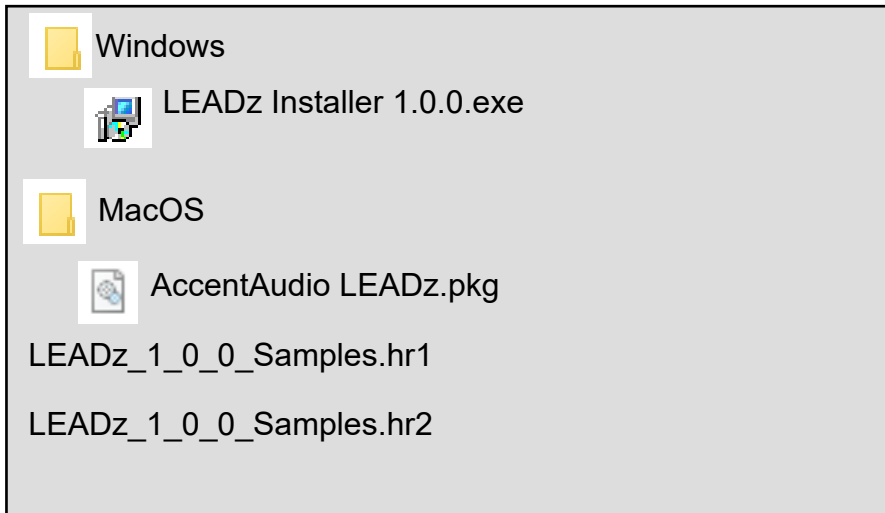 Windows
LEADz Installer 1.0.0.exe
MacOS
AccentAudio LEADz.pkg
LEADz_1_0_0_Samples.hr1
LEADz_1_0_0_Samples.hr2